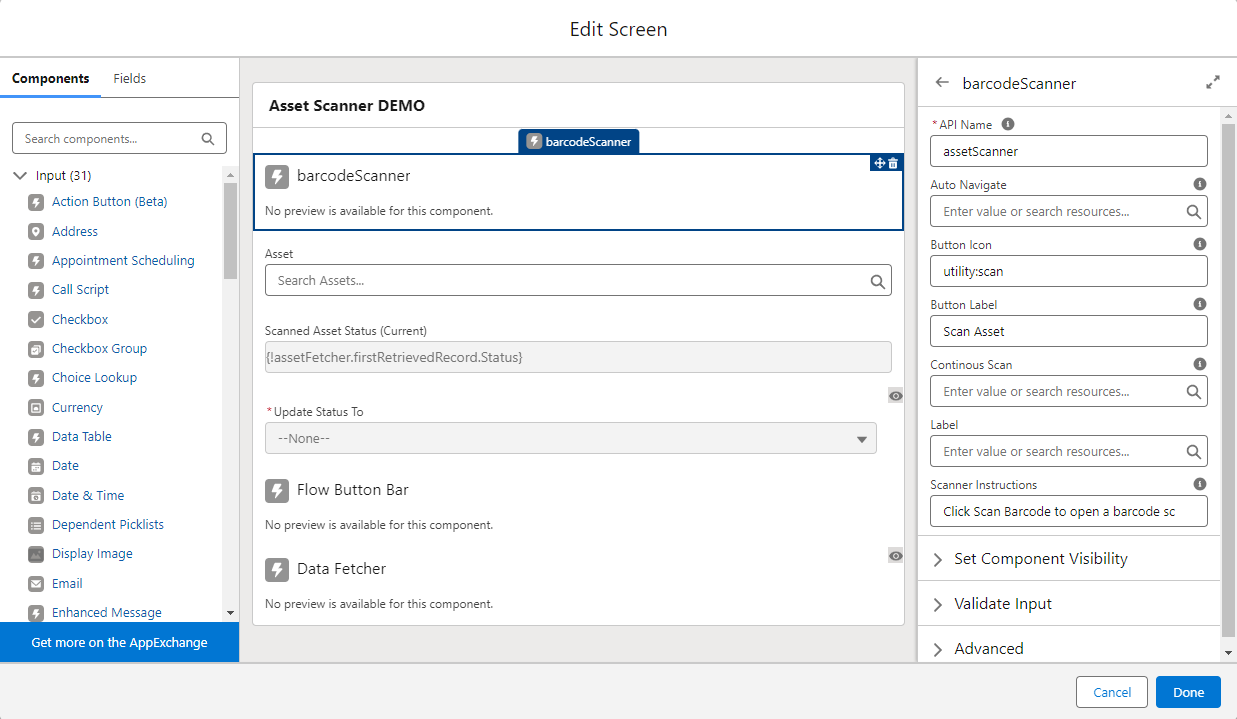 Edit Screen
Components
Fields
Search components...
Input (31)
Action Button (Beta)
Address
Appointment Scheduling
Call Script
Checkbox
Checkbox Group
Choice Lookup
Currency
Data Table
Date
Date & Time
Dependent Picklists
Display Image
Email
Enhanced Message
Get more on the AppExchange
Asset Scanner DEMO
barcodeScanner
barcodeScanner
No preview is available for this component.
Asset
Search Assets...
Scanned Asset Status (Current)
{!assetFetcher.firstRetrievedRecord.Status}
*Update Status To
--None--
Flow Button Bar
No preview is available for this component.
Data Fetcher
No preview is available for this component.
barcodeScanner
*API Name
assetScanner
Auto Navigate
Enter value or search resources...
Button Icon
utility:scan
Button Label
Scan Asset
Continous Scan
Enter value or search resources...
Label
Enter value or search resources...
Scanner Instructions
Click Scan Barcode to open a barcode sc
Set Component Visibility
Validate Input
Advanced
Cancel
Done